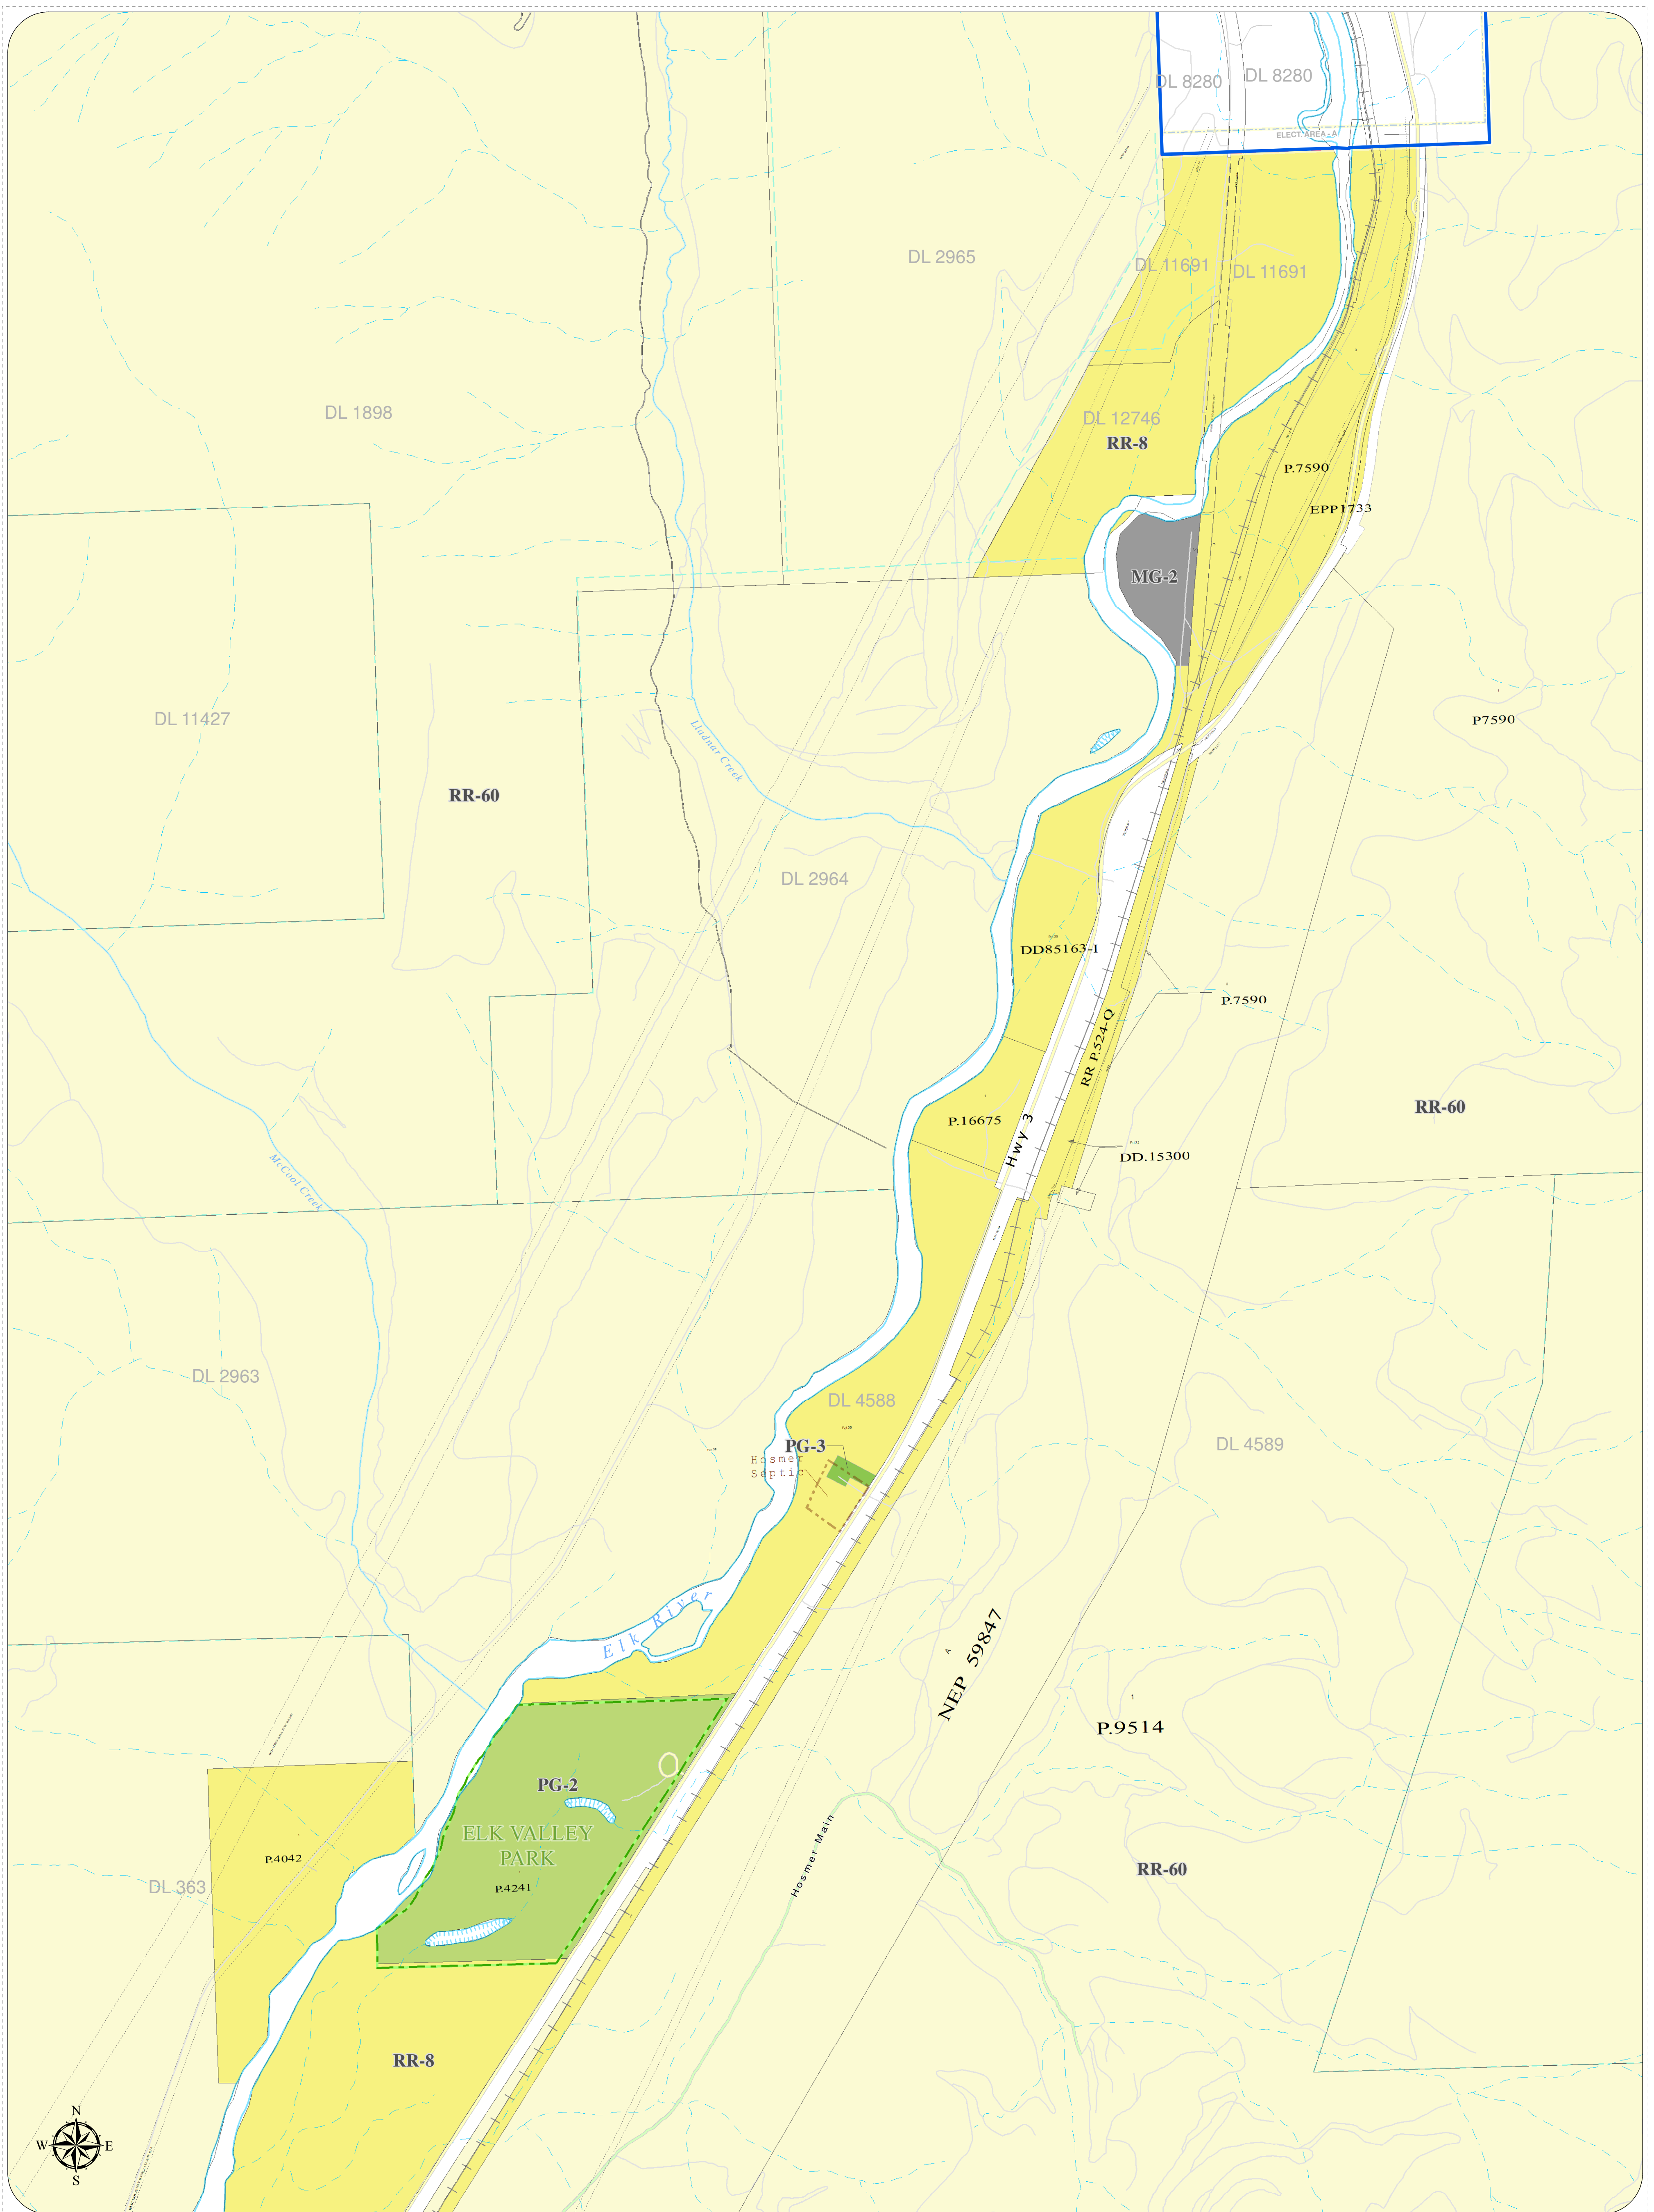 DL 8280
DL 8280
ELECT. AREA - A
DL 2965
DL 11691
DL 11691
DL 1898
DL 12746
RR-8
P.7590
EPP1733
MG-2
DL 11427
P7590
Lladnar Creek
RR-60
DL 2964
DD85163-I
P.7590
RR P.524-Q
RR-60
P.16675
Hwy 3
DD.15300
McCool Creek
DL 2963
DL 4588
DL 4589
PG-3
Hosmer
Septic
Elk River
NEP 59847
A
1
P.9514
PG-2
ELK VALLEY
PARK
Hosmer Main
P.4042
DL 363
P.4241
RR-60
RR-8
N
W
E
S